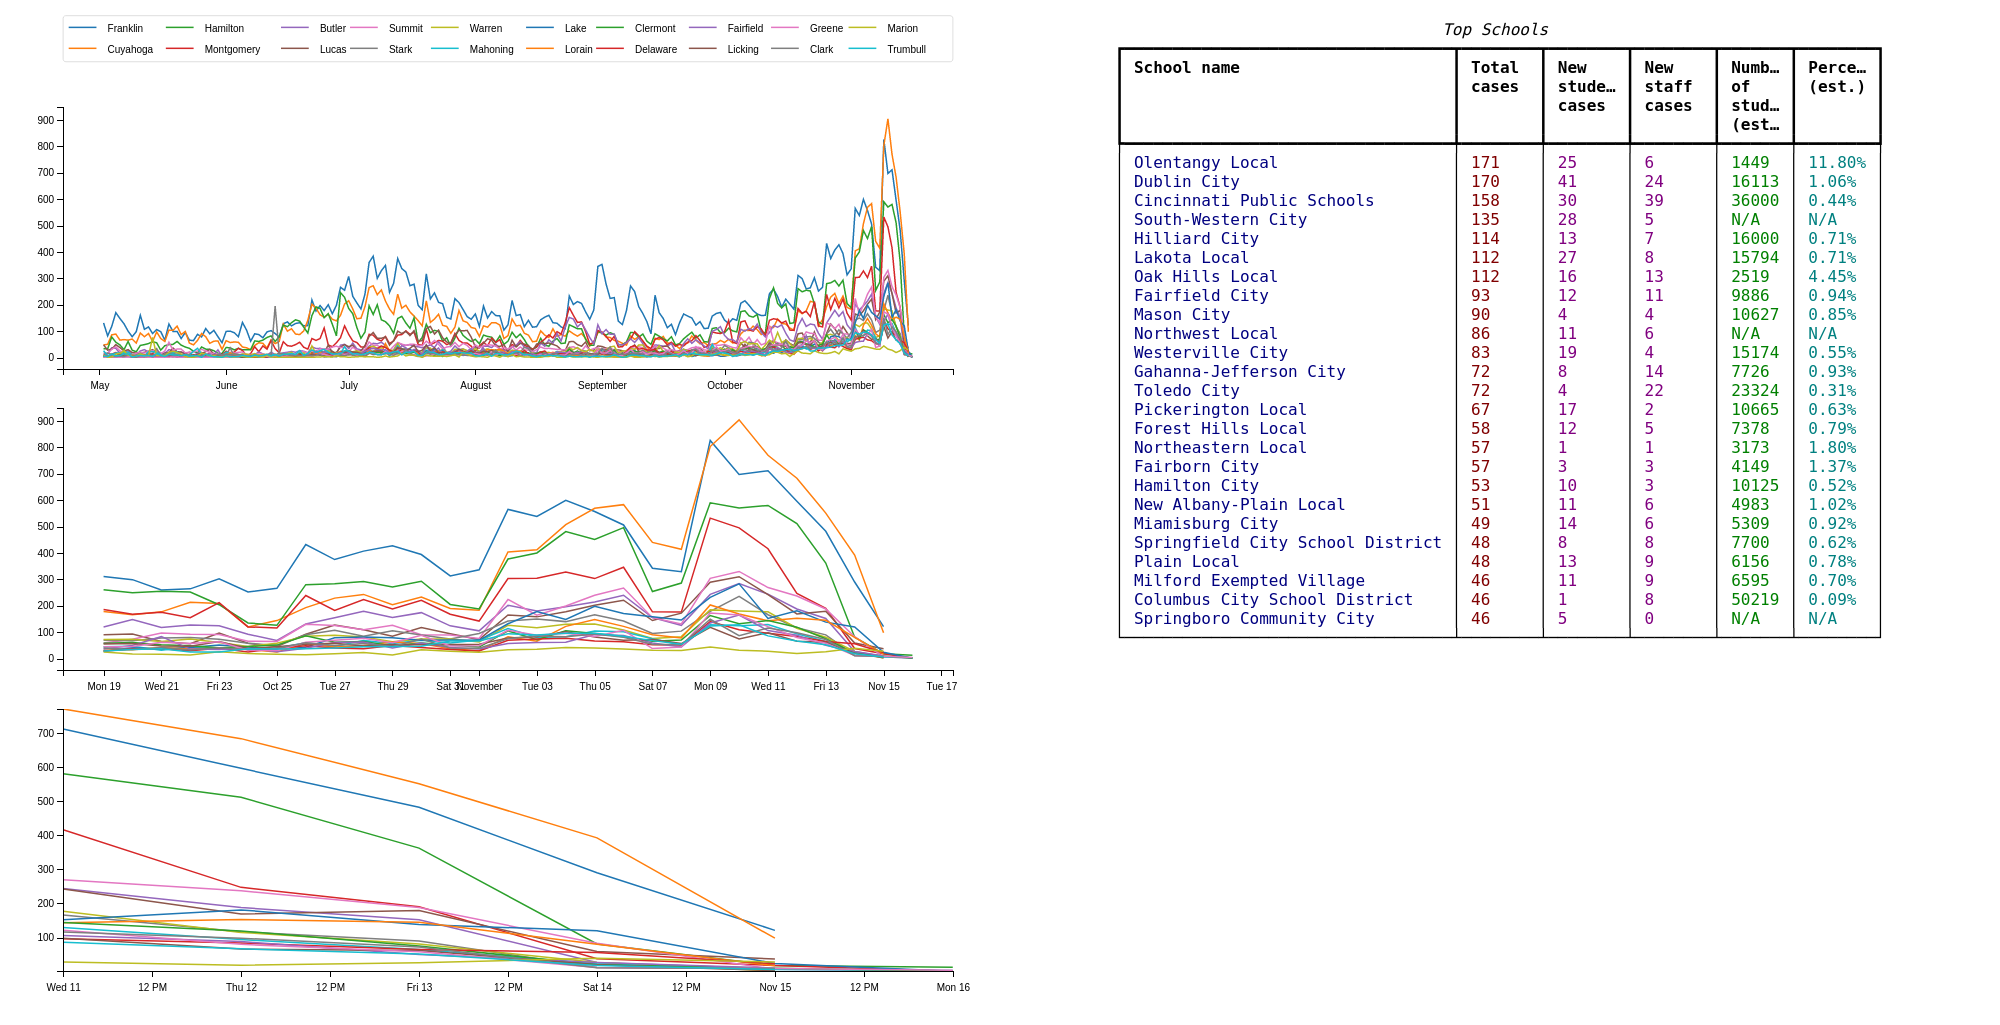 Franklin Hamilton Butler Summit Warren Lake Clermont Fairfield Greene Marion
Cuyahoga Montgomery Lucas Stark Mahoning Lorain Delaware Licking Clark Trumbull
900
800
700
600
500
400
300
200
100
0
May June July August September October November
900
800
700
600
500
400
300
200
100
0
Mon 19 Wed 21 Fri 23 Oct 25 Tue 27 Thu 29 Sat 31 November Tue 03 Thu 05 Sat 07 Mon 09 Wed 11 Fri 13 Nov 15 Tue 17
700
600
500
400
300
200
100
Wed 11 12 PM Thu 12 12 PM Fri 13 12 PM Sat 14 12 PM Nov 15 12 PM Mon 16
Top Schools
School name Total New New Numb… Perce…
cases stude… staff of (est.)
cases cases stud…
(est…
Olentangy Local 171 25 6 1449 11.80%
Dublin City 170 41 24 16113 1.06%
Cincinnati Public Schools 158 30 39 36000 0.44%
South-Western City 135 28 5 N/A N/A
Hilliard City 114 13 7 16000 0.71%
Lakota Local 112 27 8 15794 0.71%
Oak Hills Local 112 16 13 2519 4.45%
Fairfield City 93 12 11 9886 0.94%
Mason City 90 4 4 10627 0.85%
Northwest Local 86 11 6 N/A N/A
Westerville City 83 19 4 15174 0.55%
Gahanna-Jefferson City 72 8 14 7726 0.93%
Toledo City 72 4 22 23324 0.31%
Pickerington Local 67 17 2 10665 0.63%
Forest Hills Local 58 12 5 7378 0.79%
Northeastern Local 57 1 1 3173 1.80%
Fairborn City 57 3 3 4149 1.37%
Hamilton City 53 10 3 10125 0.52%
New Albany-Plain Local 51 11 6 4983 1.02%
Miamisburg City 49 14 6 5309 0.92%
Springfield City School District 48 8 8 7700 0.62%
Plain Local 48 13 9 6156 0.78%
Milford Exempted Village 46 11 9 6595 0.70%
Columbus City School District 46 1 8 50219 0.09%
Springboro Community City 46 5 0 N/A N/A